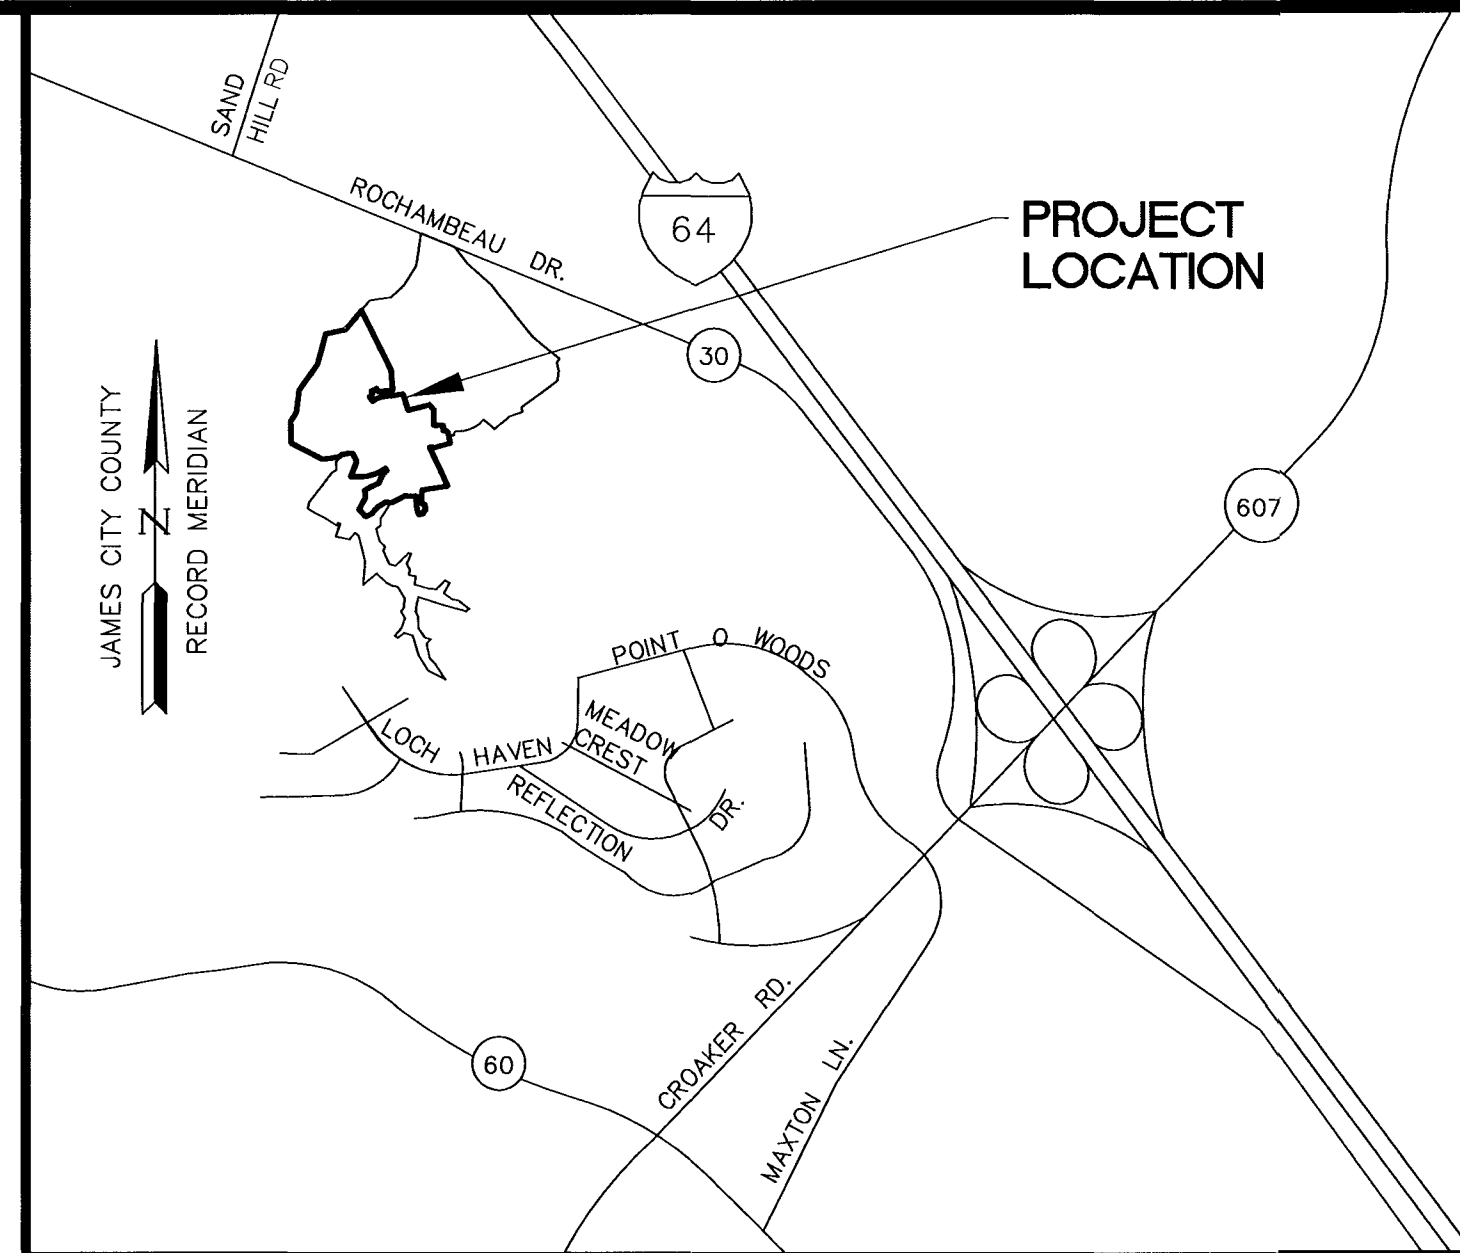 SAND
HILL RD
ROCHAMBEAU DR.
64
PROJECT
LOCATION
30
JAMES CITY COUNTY
N
RECORD MERIDIAN
607
POINT O WOODS
MEADOW
CREST
LOCH HAVEN
REFLECTION
DR.
CROAKER RD.
MAXTON LN.
60